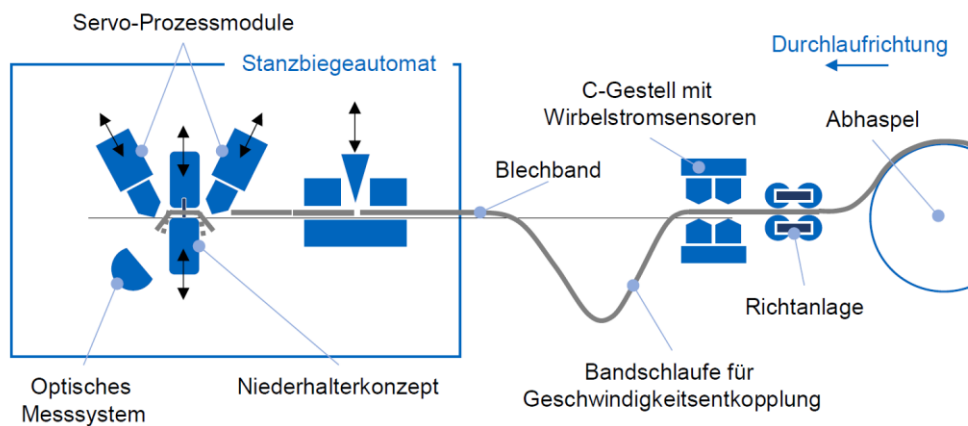 Servo-Prozessmodule
Stanzbiegeautomat
Durchlaufrichtung
C-Gestell mit
Wirbelstromsensoren
Abhaspel
Blechband
Richtanlage
Optisches
Messsystem
Niederhalterkonzept
Bandschlaufe für
Geschwindigkeitsentkopplung